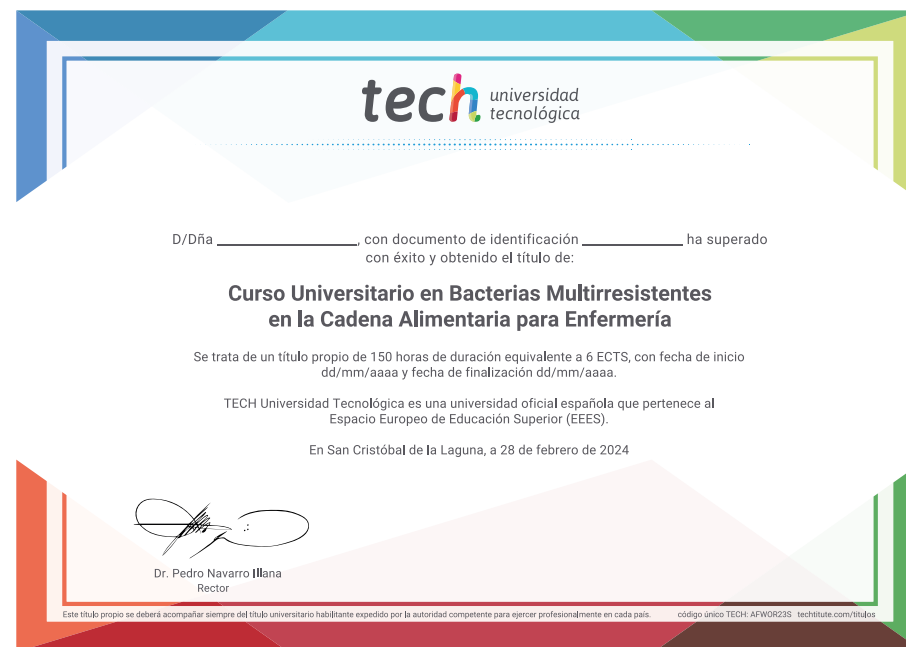 tech universidad
tecnológica
D/Dña ____________________, con documento de identificación ______________ ha superado
con éxito y obtenido el título de:
Curso Universitario en Bacterias Multirresistentes
en la Cadena Alimentaria para Enfermería
Se trata de un título propio de 150 horas de duración equivalente a 6 ECTS, con fecha de inicio
dd/mm/aaaa y fecha de finalización dd/mm/aaaa.
TECH Universidad Tecnológica es una universidad oficial española que pertenece al
Espacio Europeo de Educación Superior (EEES).
En San Cristóbal de la Laguna, a 28 de febrero de 2024
Dr. Pedro Navarro Illana
Rector
Este título propio se deberá acompañar siempre del título universitario habilitante expedido por la autoridad competente para ejercer profesionalmente en cada país. código único TECH: AFWOR23S techtitute.com/titulos